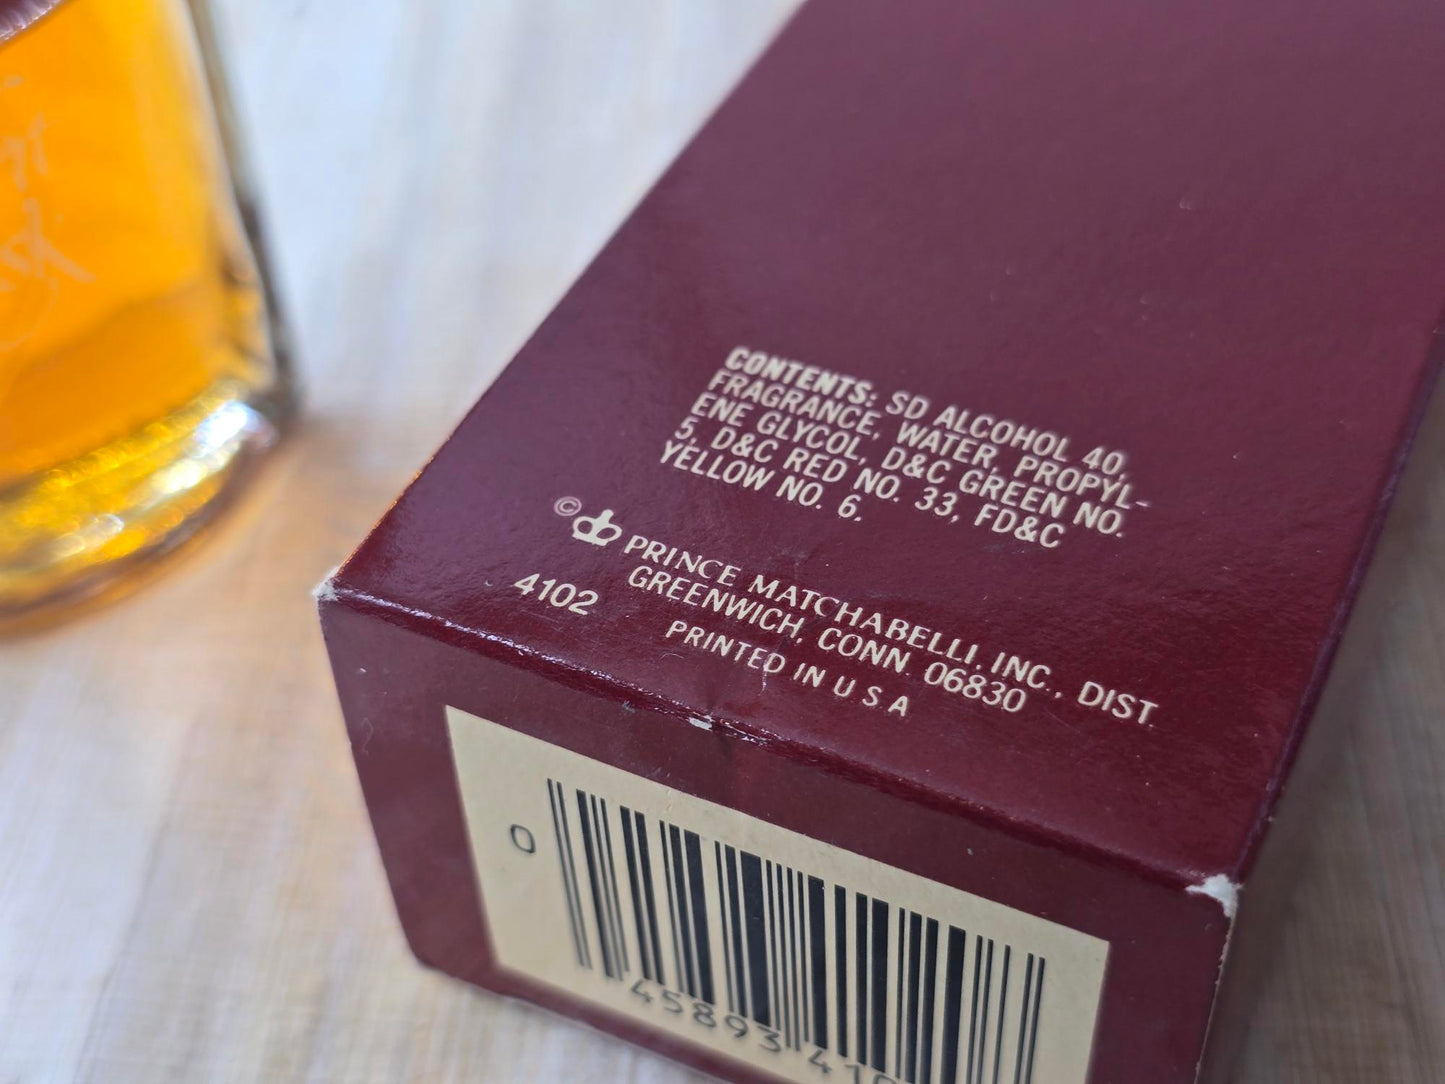 CONTENTS: SD ALCOHOL 40,
FRAGRANCE, WATER, PROPYL-
ENE GLYCOL, D&C GREEN NO.
5, D&C RED NO. 33, FD&C
YELLOW NO. 6.
© PRINCE MATCHABELLI, INC., DIST.
GREENWICH, CONN. 06830
4102
PRINTED IN U S A
0 45893 410